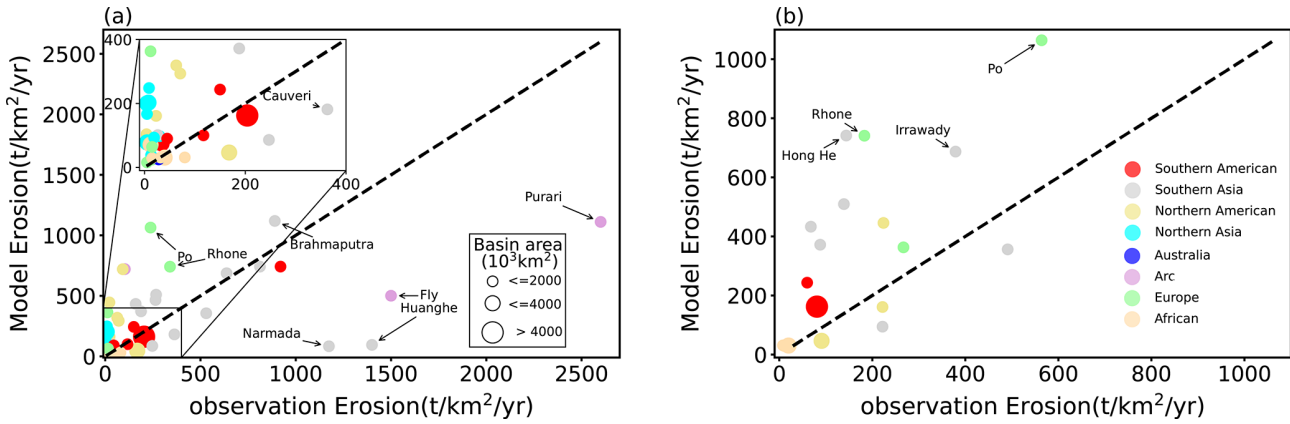 (a)
Model Erosion(t/km²/yr)
2500
2000
1500
1000
500
0
400
200
0
0
200
400
Cauveri
Purari
Brahmaputra
Po
Rhone
Fly
Huanghe
Narmada
Basin area
(10³km²)
<=2000
<=4000
> 4000
0
500
1000
1500
2000
2500
observation Erosion(t/km²/yr)
(b)
Model Erosion(t/km²/yr)
1000
800
600
400
200
0
Po
Rhone
Irrawady
Hong He
Southern American
Southern Asia
Northern American
Northern Asia
Australia
Arc
Europe
African
0
200
400
600
800
1000
observation Erosion(t/km²/yr)